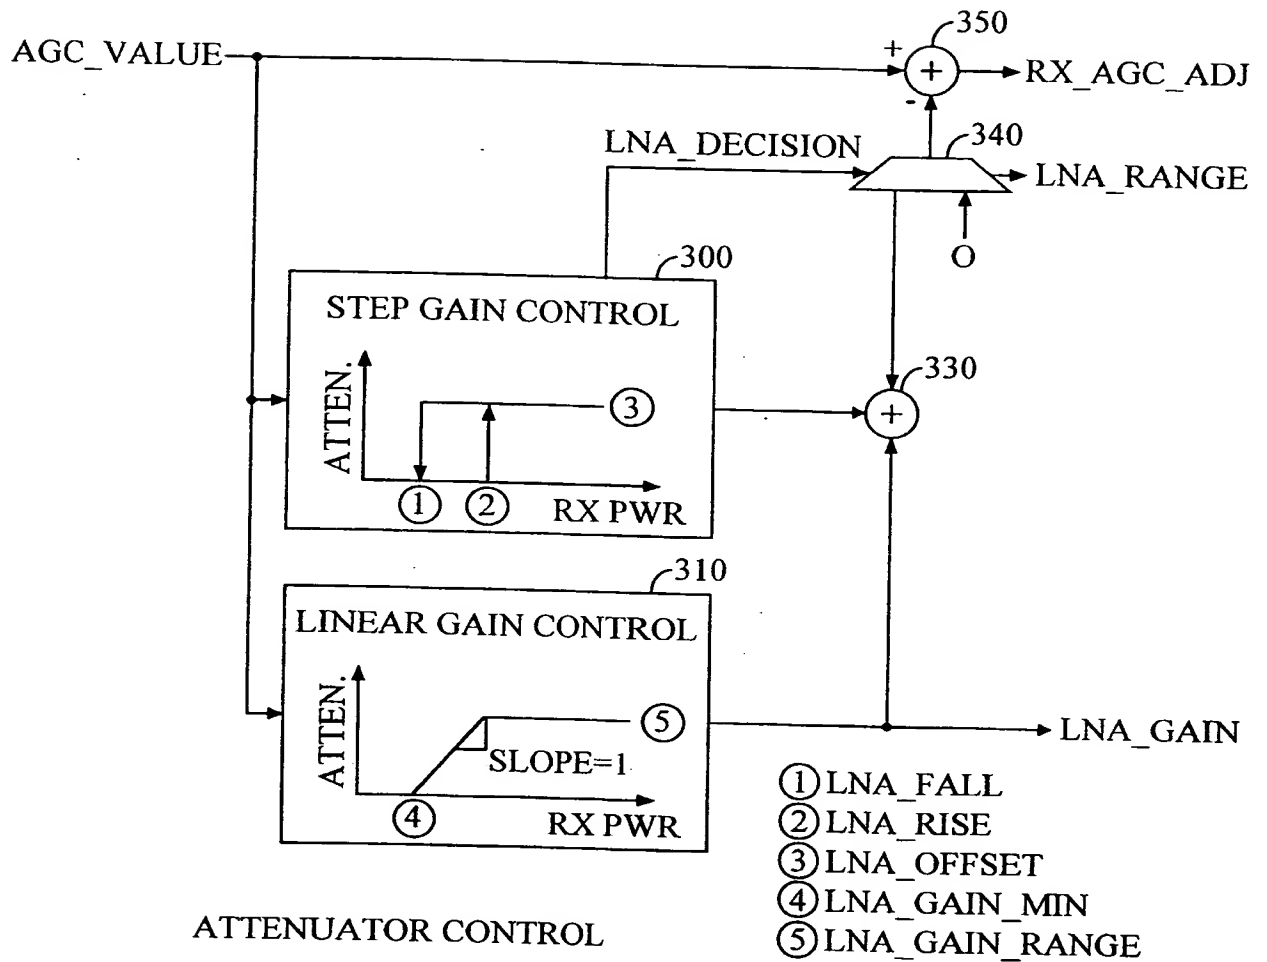 350
AGC_VALUE
+
+
RX_AGC_ADJ
-
340
LNA_DECISION
LNA_RANGE
O
300
STEP GAIN CONTROL
ATTEN.
3
1
2
RX PWR
330
+
310
LINEAR GAIN CONTROL
ATTEN.
5
SLOPE=1
4
RX PWR
LNA_GAIN
1 LNA_FALL
2 LNA_RISE
3 LNA_OFFSET
4 LNA_GAIN_MIN
5 LNA_GAIN_RANGE
ATTENUATOR CONTROL